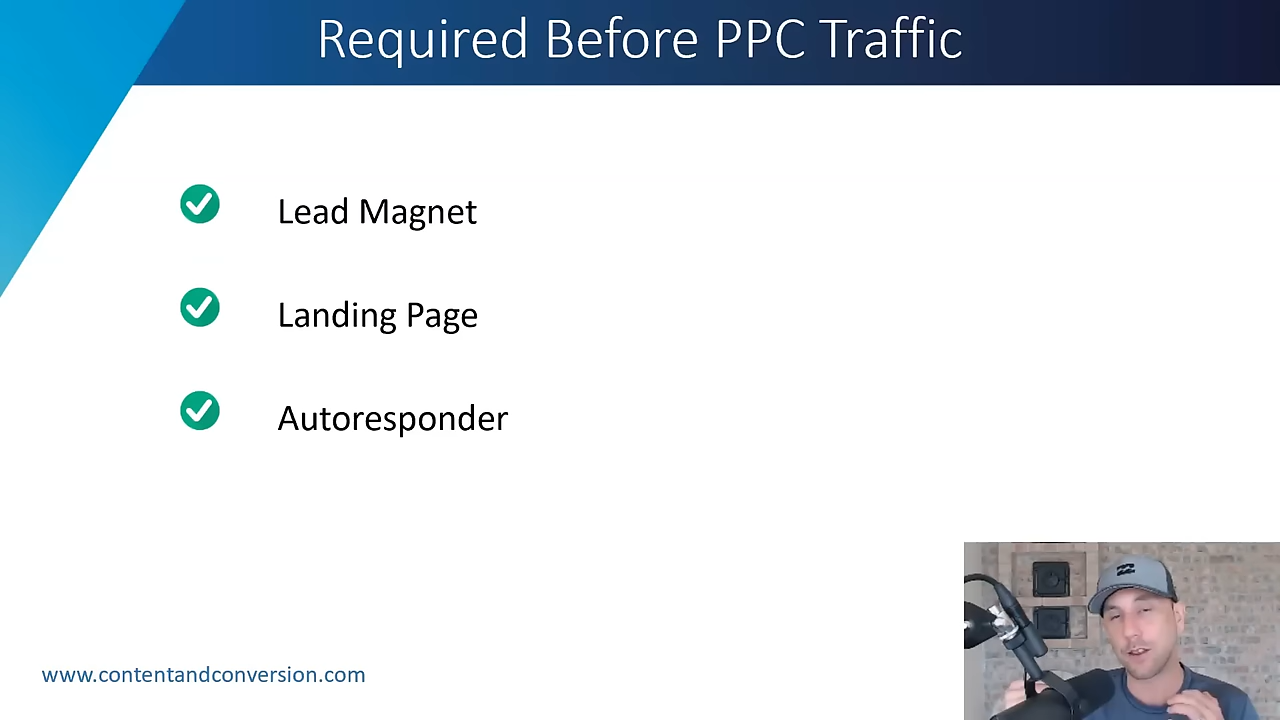 Required Before PPC Traffic
Lead Magnet
Landing Page
Autoresponder
www.contentandconversion.com